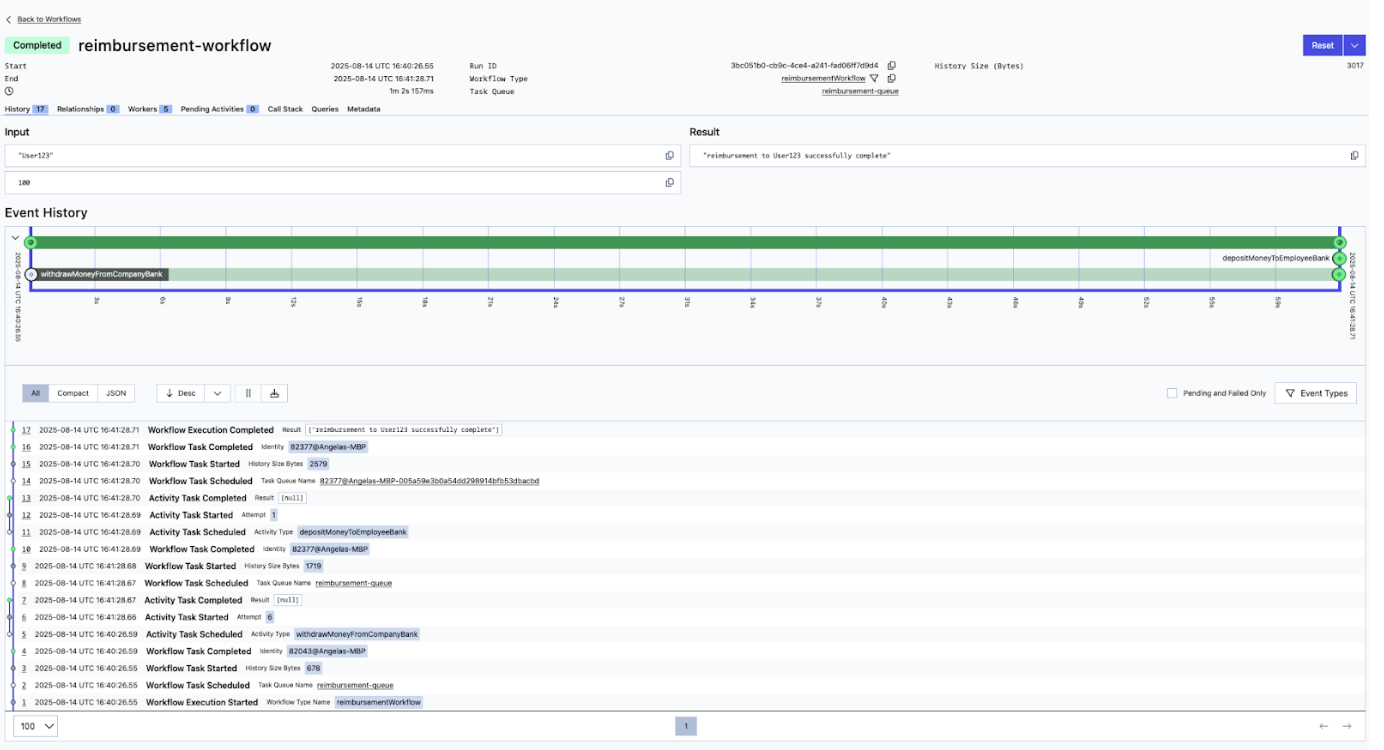 Back to Workflows
Completed reimbursement-workflow Reset
Start 2025-08-14 UTC 16:40:26.55 Run ID 3bc051b0-cb9c-4ce4-a241-fad06ff7d9d4 History Size (Bytes) 3017
End 2025-08-14 UTC 16:41:28.71 Workflow Type reimbursementWorkflow
1m 2s 157ms Task Queue reimbursement-queue
History 17 Relationships 0 Workers 5 Pending Activities 0 Call Stack Queries Metadata
Input Result
"User123" "reimbursement to User123 successfully complete"
100
Event History
depositMoneyToEmployeeBank
withdrawMoneyFromCompanyBank
2025-08-14 UTC 16:40:26.55 2025-08-14 UTC 16:41:28.71
3s 6s 9s 12s 15s 18s 21s 24s 27s 31s 34s 37s 40s 43s 46s 49s 52s 55s 59s
All Compact JSON Desc Pending and Failed Only Event Types
17 2025-08-14 UTC 16:41:28.71 Workflow Execution Completed Result ["reimbursement to User123 successfully complete"]
16 2025-08-14 UTC 16:41:28.71 Workflow Task Completed Identity 82377@Angelas-MBP
15 2025-08-14 UTC 16:41:28.70 Workflow Task Started History Size Bytes 2579
14 2025-08-14 UTC 16:41:28.70 Workflow Task Scheduled Task Queue Name 82377@Angelas-MBP-005a59e3b0a54dd298914bfb53dbacbd
13 2025-08-14 UTC 16:41:28.70 Activity Task Completed Result [null]
12 2025-08-14 UTC 16:41:28.69 Activity Task Started Attempt 1
11 2025-08-14 UTC 16:41:28.69 Activity Task Scheduled Activity Type depositMoneyToEmployeeBank
10 2025-08-14 UTC 16:41:28.69 Workflow Task Completed Identity 82377@Angelas-MBP
9 2025-08-14 UTC 16:41:28.68 Workflow Task Started History Size Bytes 1719
8 2025-08-14 UTC 16:41:28.67 Workflow Task Scheduled Task Queue Name reimbursement-queue
7 2025-08-14 UTC 16:41:28.67 Activity Task Completed Result [null]
6 2025-08-14 UTC 16:41:28.66 Activity Task Started Attempt 6
5 2025-08-14 UTC 16:40:26.59 Activity Task Scheduled Activity Type withdrawMoneyFromCompanyBank
4 2025-08-14 UTC 16:40:26.59 Workflow Task Completed Identity 82043@Angelas-MBP
3 2025-08-14 UTC 16:40:26.55 Workflow Task Started History Size Bytes 678
2 2025-08-14 UTC 16:40:26.55 Workflow Task Scheduled Task Queue Name reimbursement-queue
1 2025-08-14 UTC 16:40:26.55 Workflow Execution Started Workflow Type Name reimbursementWorkflow
100 1